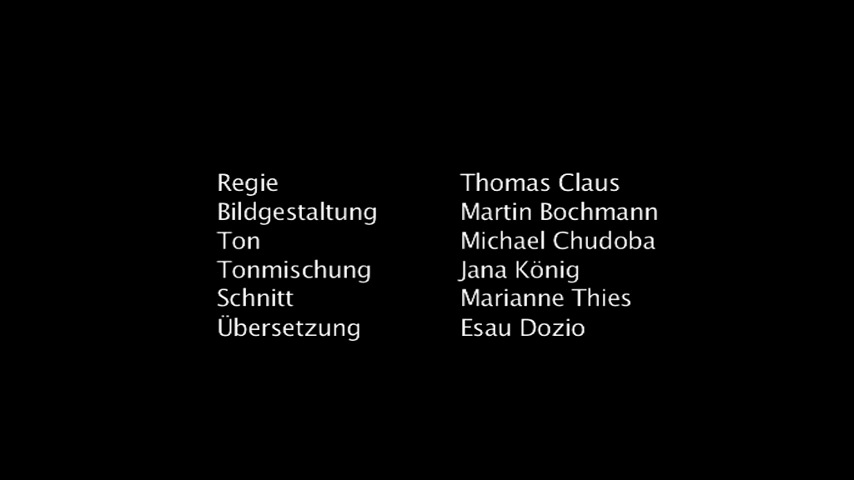 Regie Thomas Claus
Bildgestaltung Martin Bochmann
Ton Michael Chudoba
Tonmischung Jana König
Schnitt Marianne Thies
Übersetzung Esau Dozio